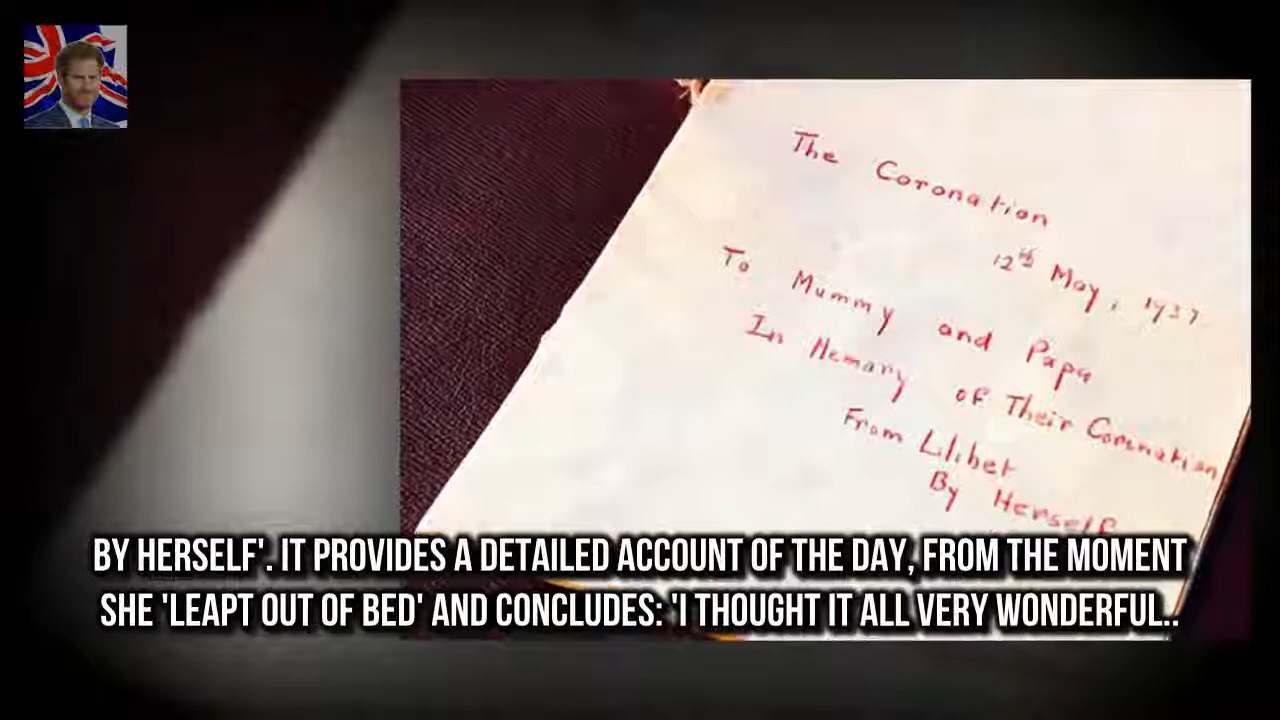 The Coronation
12th May, 1937
To Mummy and Papa
In Memory of Their Coronation
From Lilibet
By Herself
BY HERSELF'. IT PROVIDES A DETAILED ACCOUNT OF THE DAY, FROM THE MOMENT
SHE 'LEAPT OUT OF BED' AND CONCLUDES: 'I THOUGHT IT ALL VERY WONDERFUL..